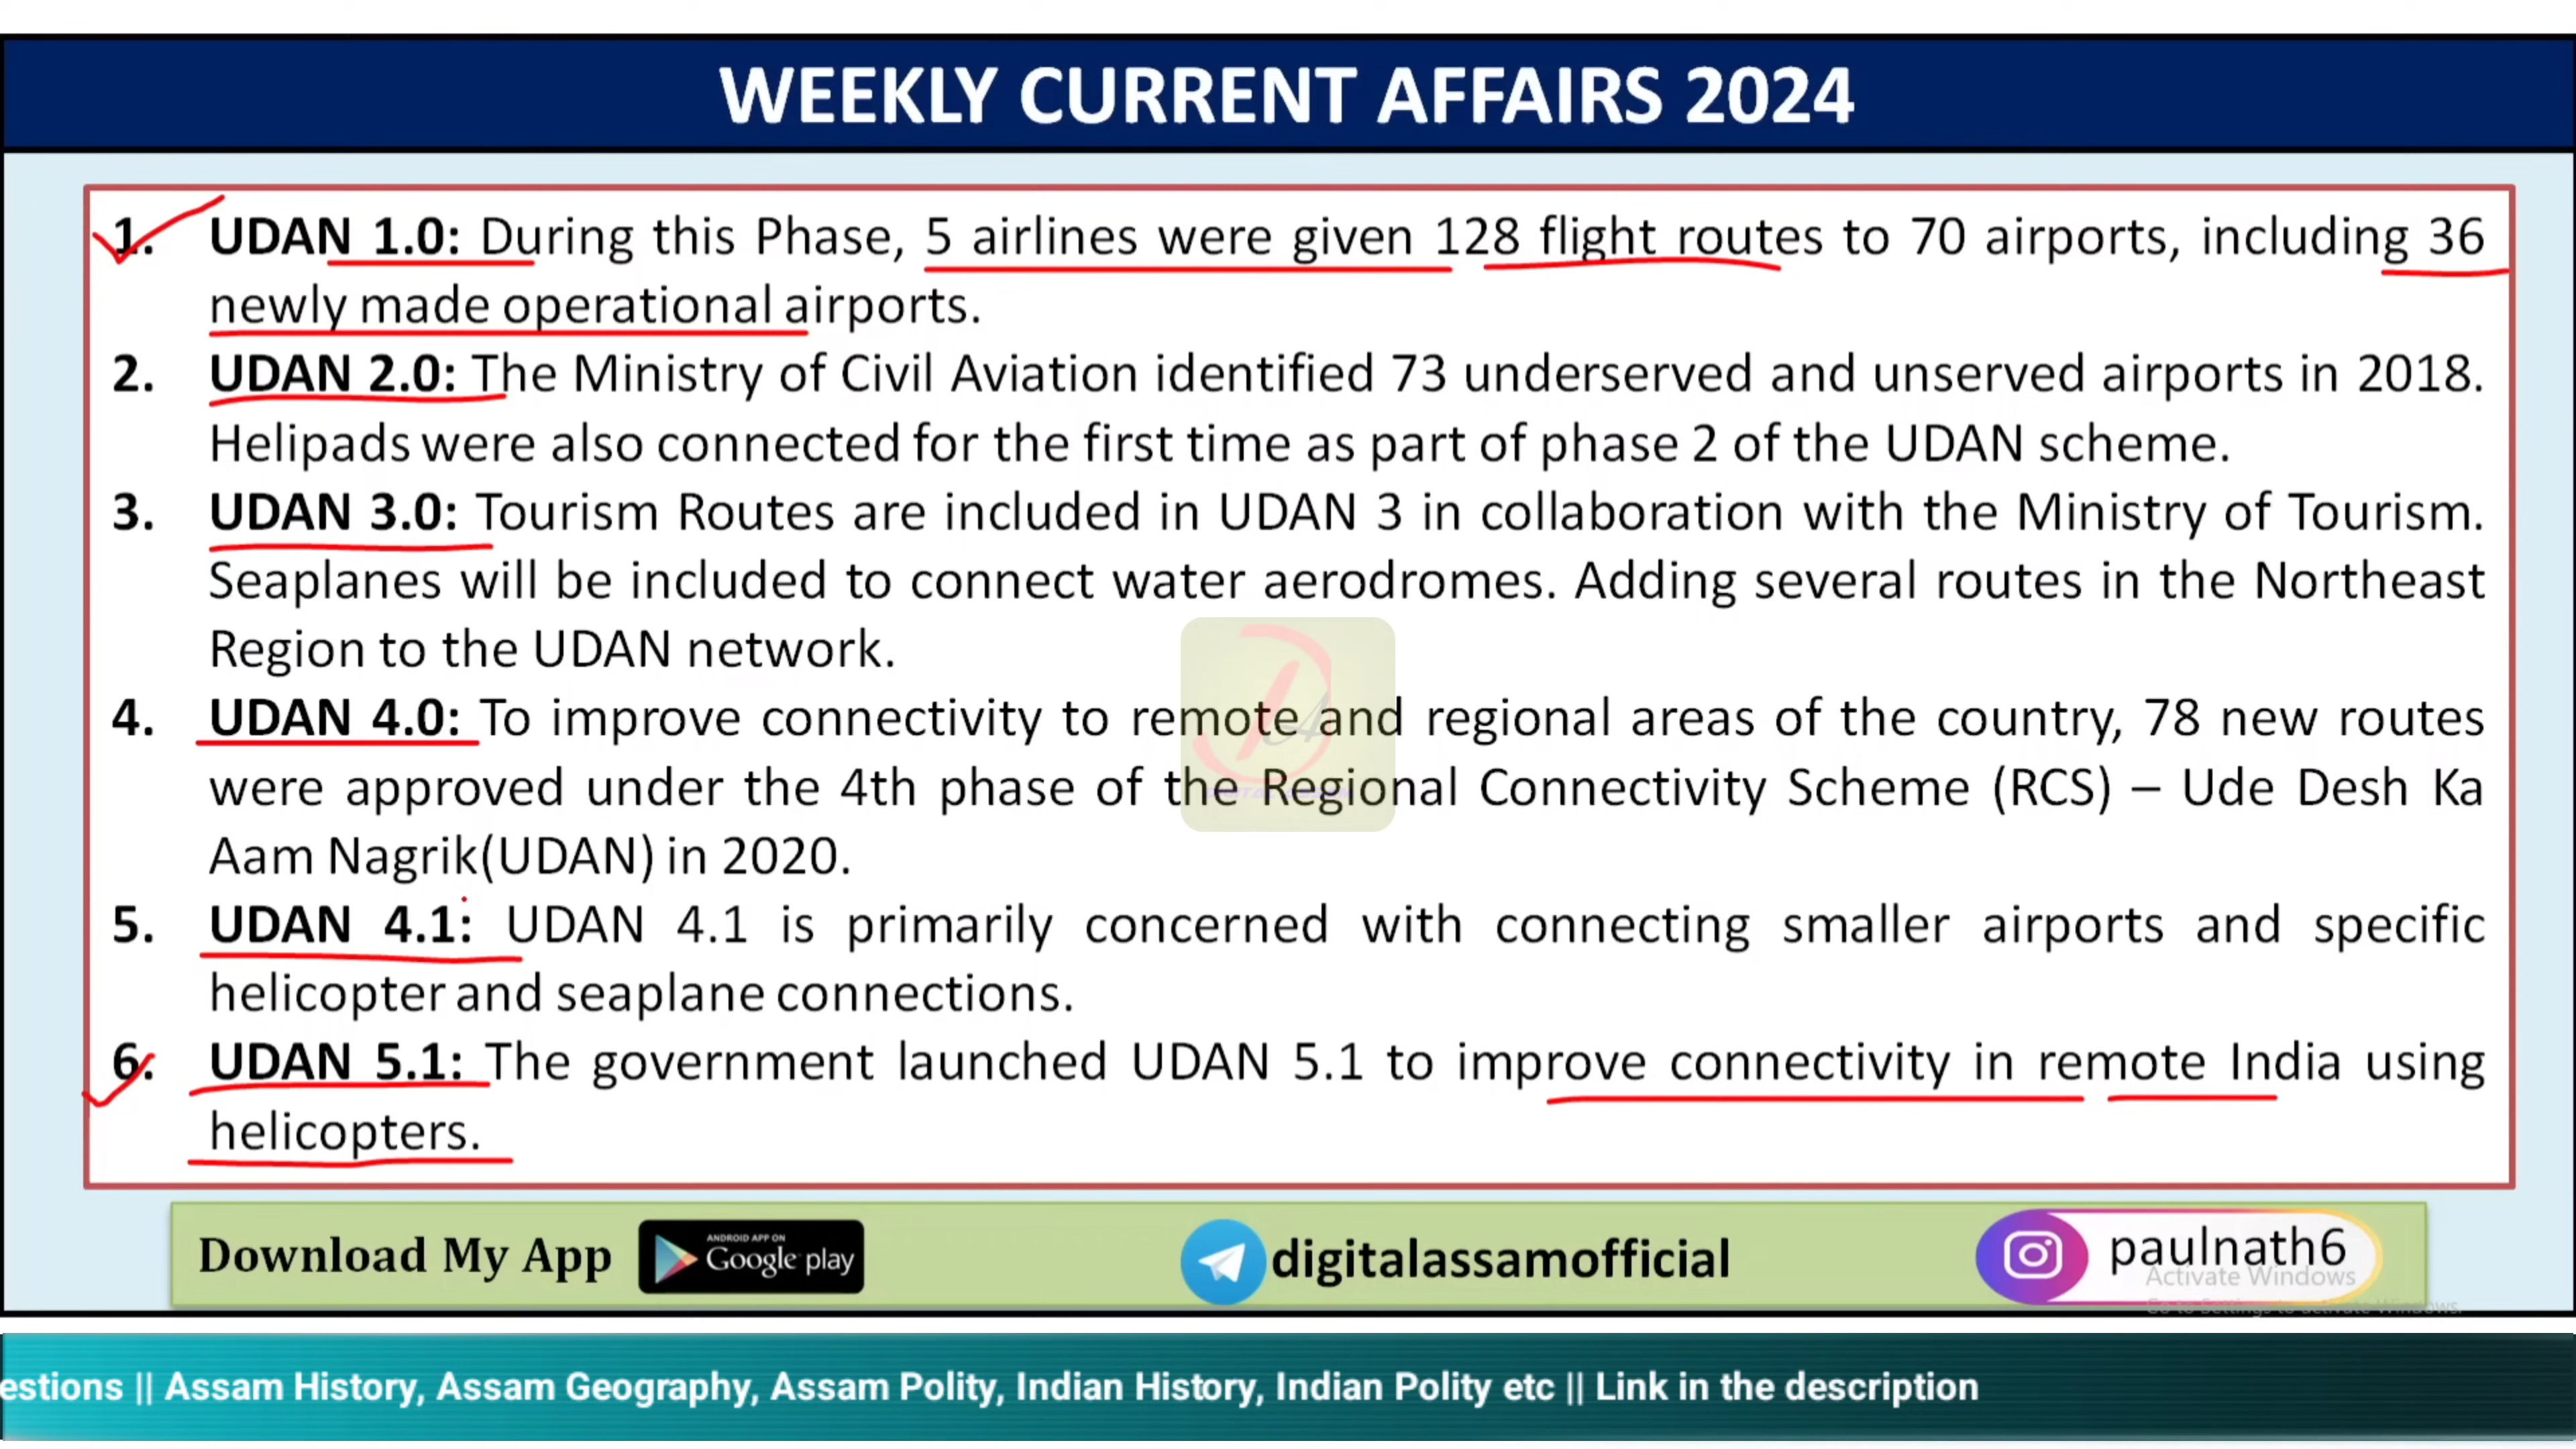 WEEKLY CURRENT AFFAIRS 2024
1. UDAN 1.0: During this Phase, 5 airlines were given 128 flight routes to 70 airports, including 36
newly made operational airports.
2. UDAN 2.0: The Ministry of Civil Aviation identified 73 underserved and unserved airports in 2018.
Helipads were also connected for the first time as part of phase 2 of the UDAN scheme.
3. UDAN 3.0: Tourism Routes are included in UDAN 3 in collaboration with the Ministry of Tourism.
Seaplanes will be included to connect water aerodromes. Adding several routes in the Northeast
Region to the UDAN network.
4. UDAN 4.0: To improve connectivity to remote and regional areas of the country, 78 new routes
were approved under the 4th phase of the Regional Connectivity Scheme (RCS) – Ude Desh Ka
Aam Nagrik(UDAN) in 2020.
5. UDAN 4.1: UDAN 4.1 is primarily concerned with connecting smaller airports and specific
helicopter and seaplane connections.
6. UDAN 5.1: The government launched UDAN 5.1 to improve connectivity in remote India using
helicopters.
Download My App
ANDROID APP ON
Google play
digitalassamofficial
paulnath6
Activate Windows
Go to Settings to activate Windows.
estions || Assam History, Assam Geography, Assam Polity, Indian History, Indian Polity etc || Link in the description